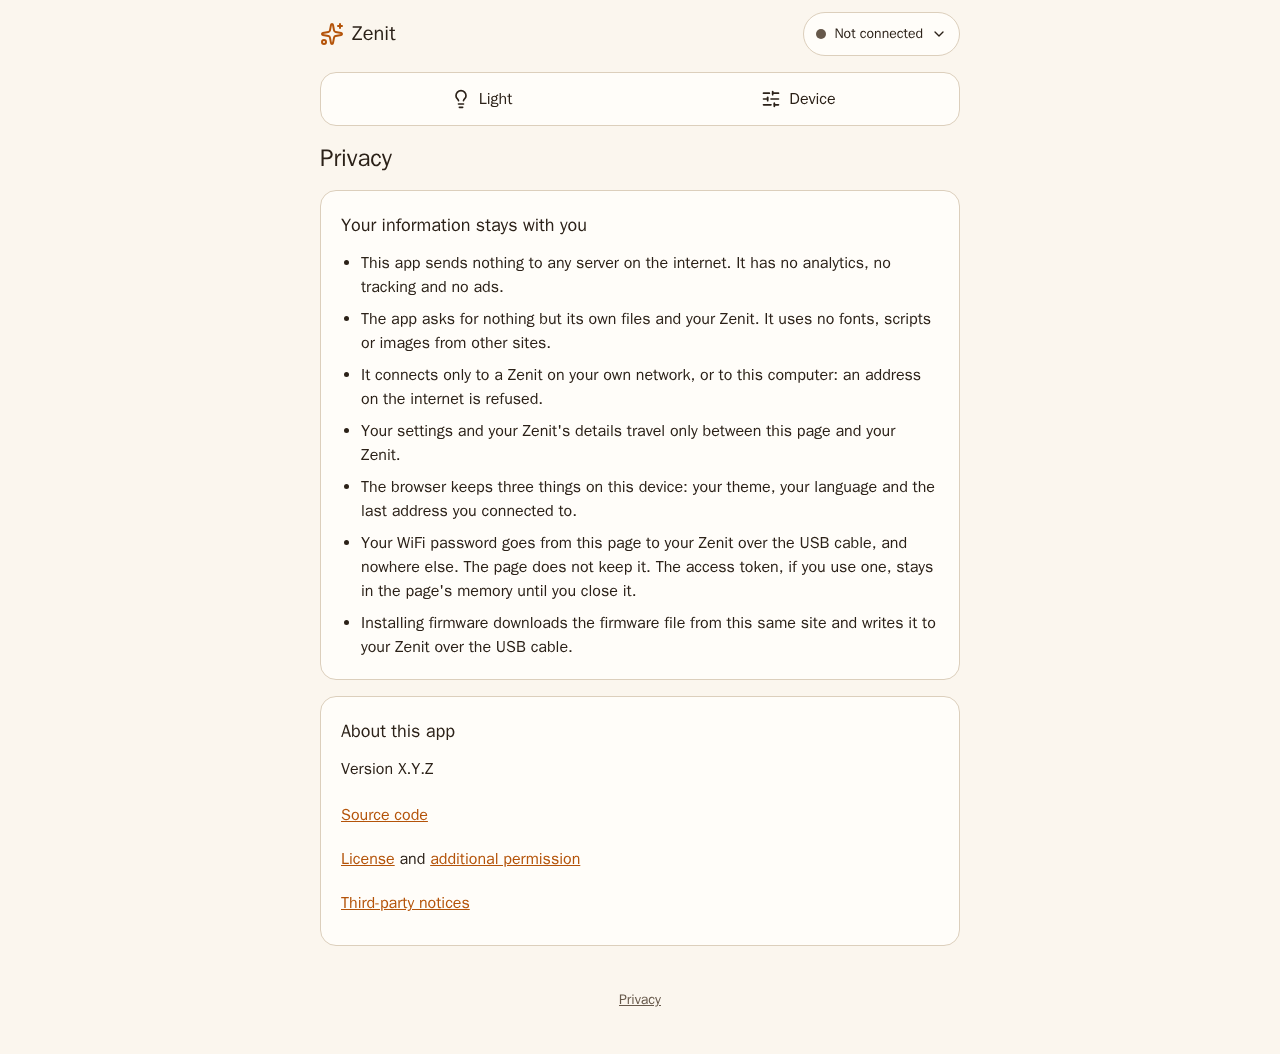 Zenit
Not connected
Light
Device
Privacy
Your information stays with you
• This app sends nothing to any server on the internet. It has no analytics, no
tracking and no ads.
• The app asks for nothing but its own files and your Zenit. It uses no fonts, scripts
or images from other sites.
• It connects only to a Zenit on your own network, or to this computer: an address
on the internet is refused.
• Your settings and your Zenit's details travel only between this page and your
Zenit.
• The browser keeps three things on this device: your theme, your language and the
last address you connected to.
• Your WiFi password goes from this page to your Zenit over the USB cable, and
nowhere else. The page does not keep it. The access token, if you use one, stays
in the page's memory until you close it.
• Installing firmware downloads the firmware file from this same site and writes it to
your Zenit over the USB cable.
About this app
Version X.Y.Z
Source code
License and additional permission
Third-party notices
Privacy